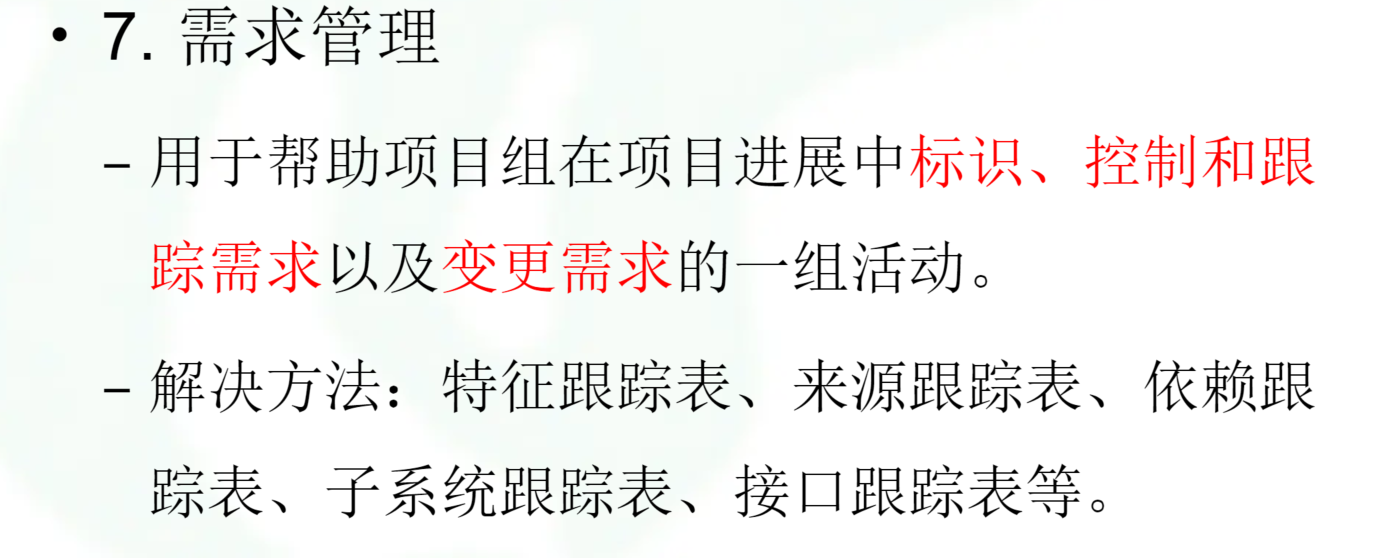 • 7. 需求管理
– 用于帮助项目组在项目进展中标识、控制和跟
踪需求以及变更需求的一组活动。
– 解决方法：特征跟踪表、来源跟踪表、依赖跟
踪表、子系统跟踪表、接口跟踪表等。